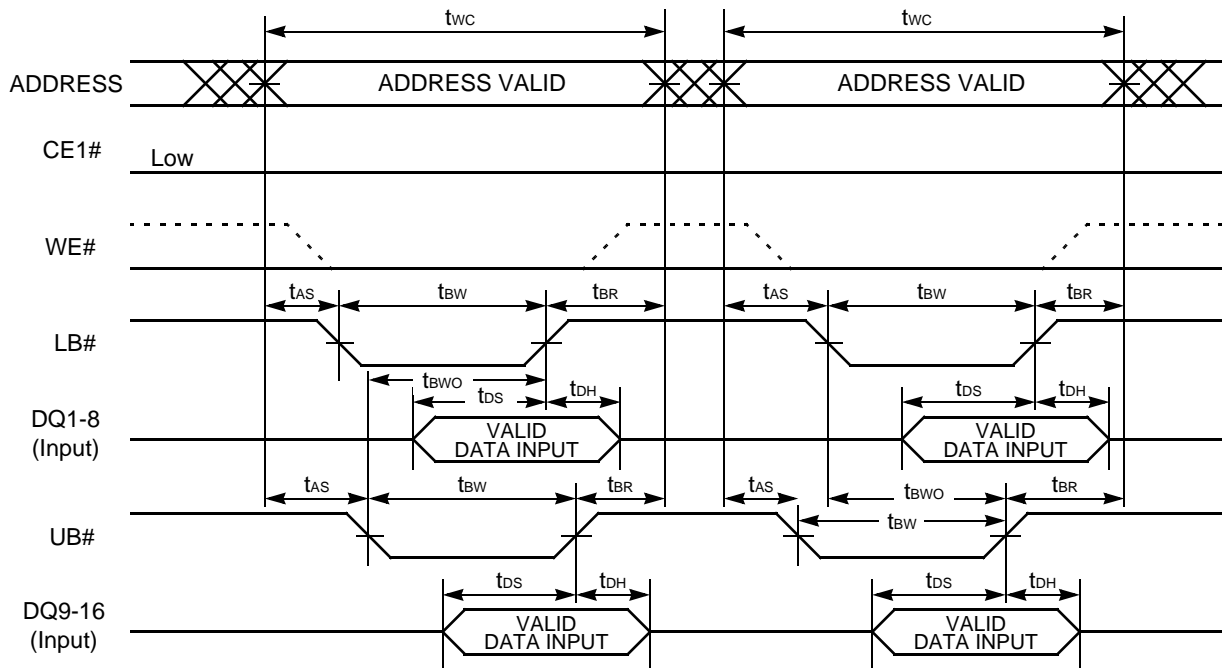 tWC tWC
ADDRESS ADDRESS VALID ADDRESS VALID
CE1# Low
WE#
tAS tBW tBR tAS tBW tBR
LB#
tBWO
tDS tDH tDS tDH
DQ1-8
(Input)
VALID
DATA INPUT
VALID
DATA INPUT
tAS tBW tBR tAS tBWO tBR
tBW
UB#
tDS tDH tDS tDH
DQ9-16
(Input)
VALID
DATA INPUT
VALID
DATA INPUT